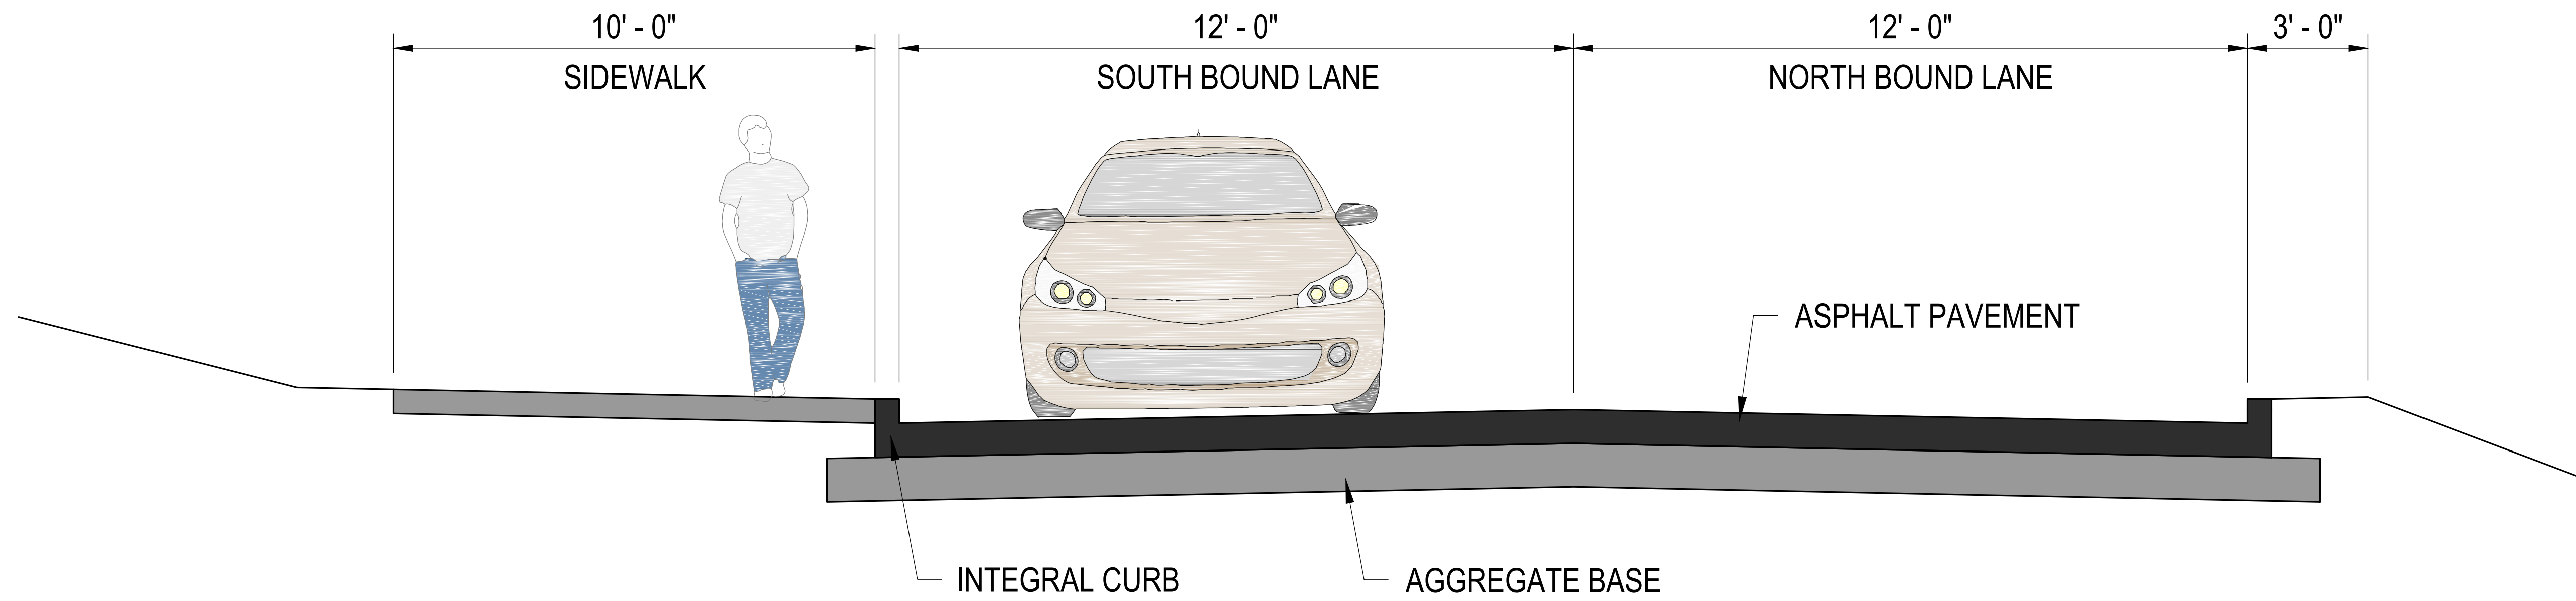 10' - 0"
12' - 0"
12' - 0"
3' - 0"
SIDEWALK
SOUTH BOUND LANE
NORTH BOUND LANE
ASPHALT PAVEMENT
INTEGRAL CURB
AGGREGATE BASE